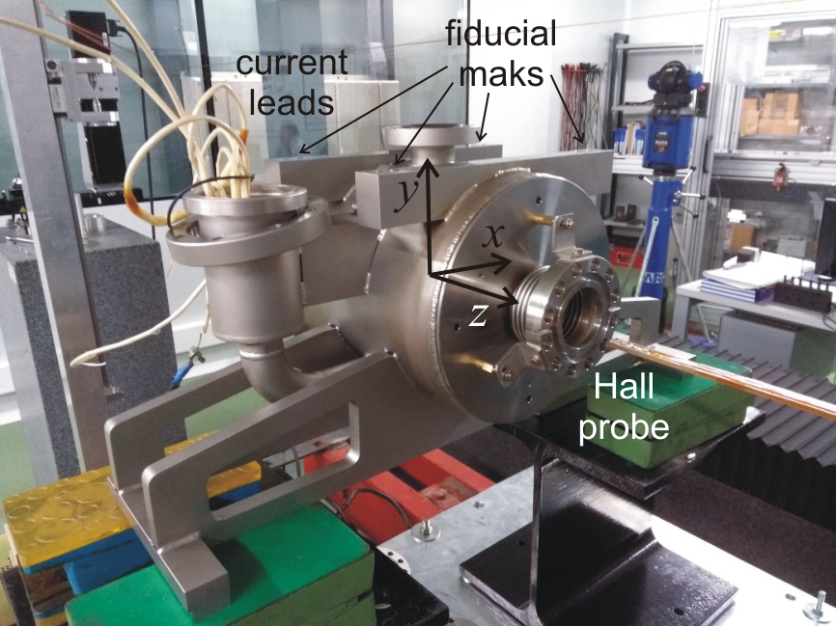 fiducial
maks
current
leads
y
x
z
Hall
probe